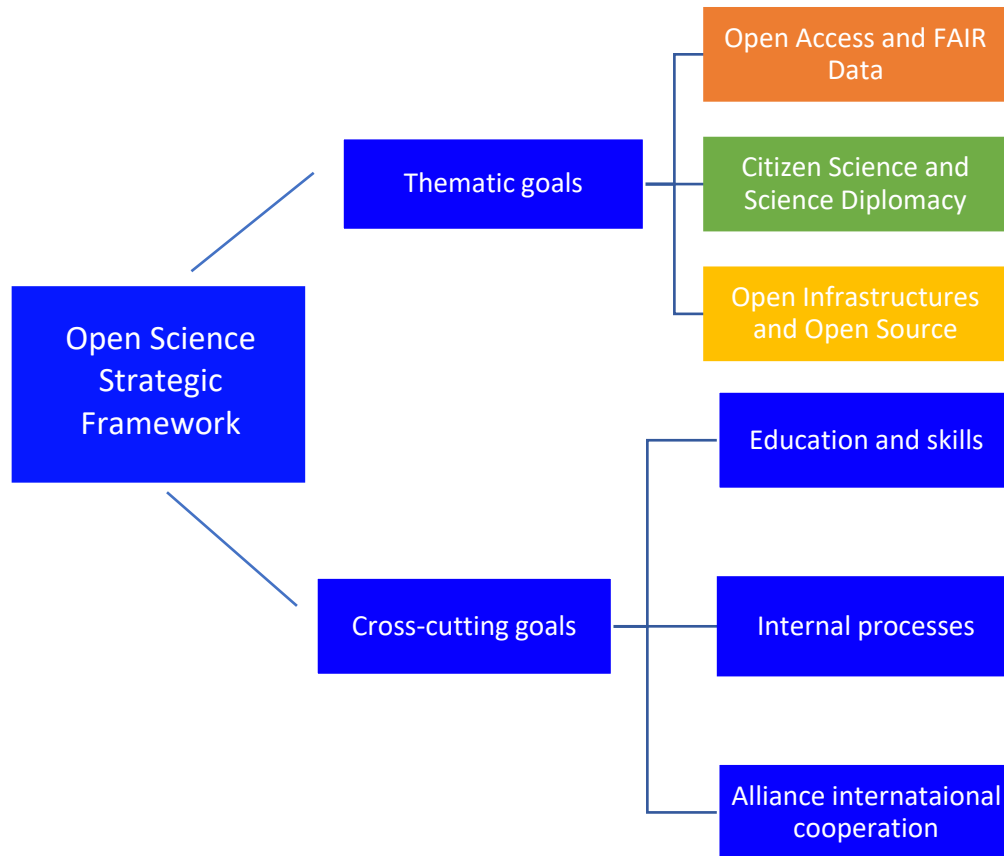 Open Access and FAIR
Data
Thematic goals
Citizen Science and
Science Diplomacy
Open Infrastructures
and Open Source
Open Science
Strategic
Framework
Education and skills
Cross-cutting goals
Internal processes
Alliance internataional
cooperation